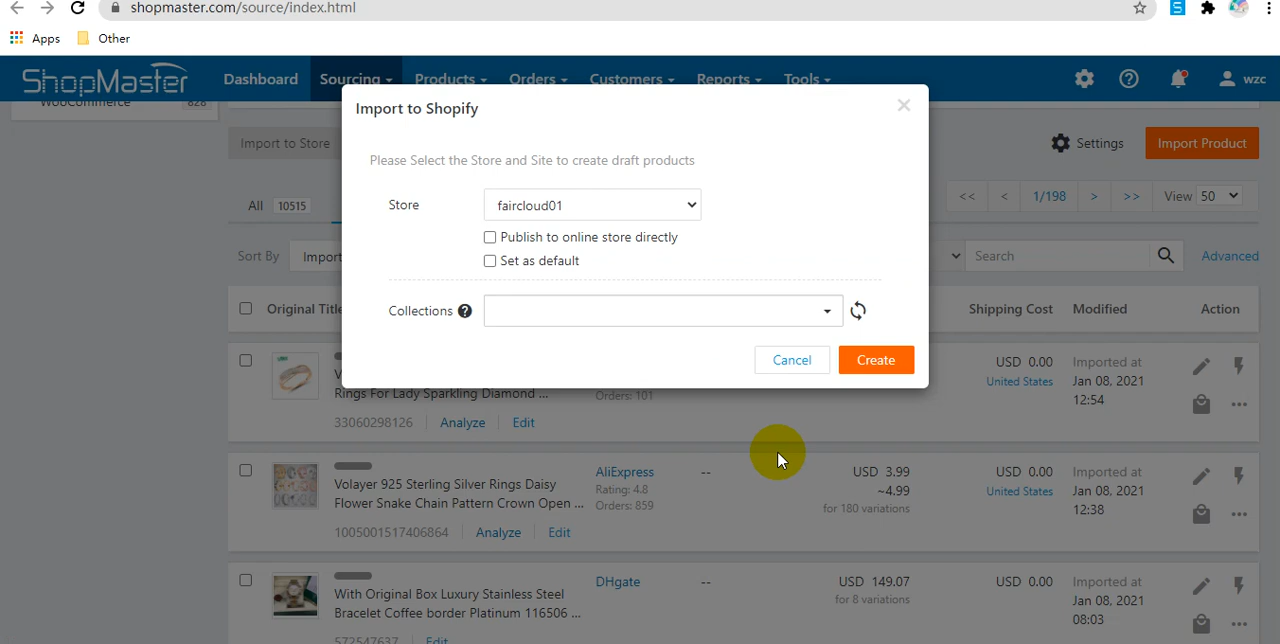 shopmaster.com/source/index.html
S
Apps Other
ShopMaster Dashboard Sourcing Products Orders Customers Reports Tools wzc
WooCommerce 828
Import to Shopify
Import to Store Settings Import Product
Please Select the Store and Site to create draft products
All 10515 << < 1/198 > >> View 50
Store faircloud01
Publish to online store directly
Sort By Import Search Advanced
Set as default
Collections ?
Original Title Shipping Cost Modified Action
Cancel Create
USD 0.00 Imported at
United States Jan 08, 2021
12:54
Rings For Lady Sparkling Diamond ... Orders: 101
33060298126 Analyze Edit
Volayer 925 Sterling Silver Rings Daisy AliExpress -- USD 3.99 USD 0.00 Imported at
Flower Snake Chain Pattern Crown Open ... Rating: 4.8 ~4.99 United States Jan 08, 2021
Orders: 859 for 180 variations 12:38
1005001517406864 Analyze Edit
With Original Box Luxury Stainless Steel DHgate -- USD 149.07 USD 0.00 Imported at
Bracelet Coffee border Platinum 116506 ... for 8 variations Jan 08, 2021
08:03
572547637 Edit